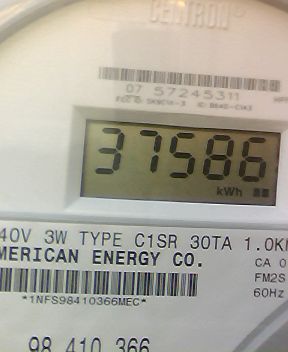 CENTRON®
07 57245311
37586
kWh
40V 3W TYPE C1SR 30TA 1.0K
MERICAN ENERGY CO.
CA 0
FM2S
60Hz
*1NFS98410366MEC*
98 410 366